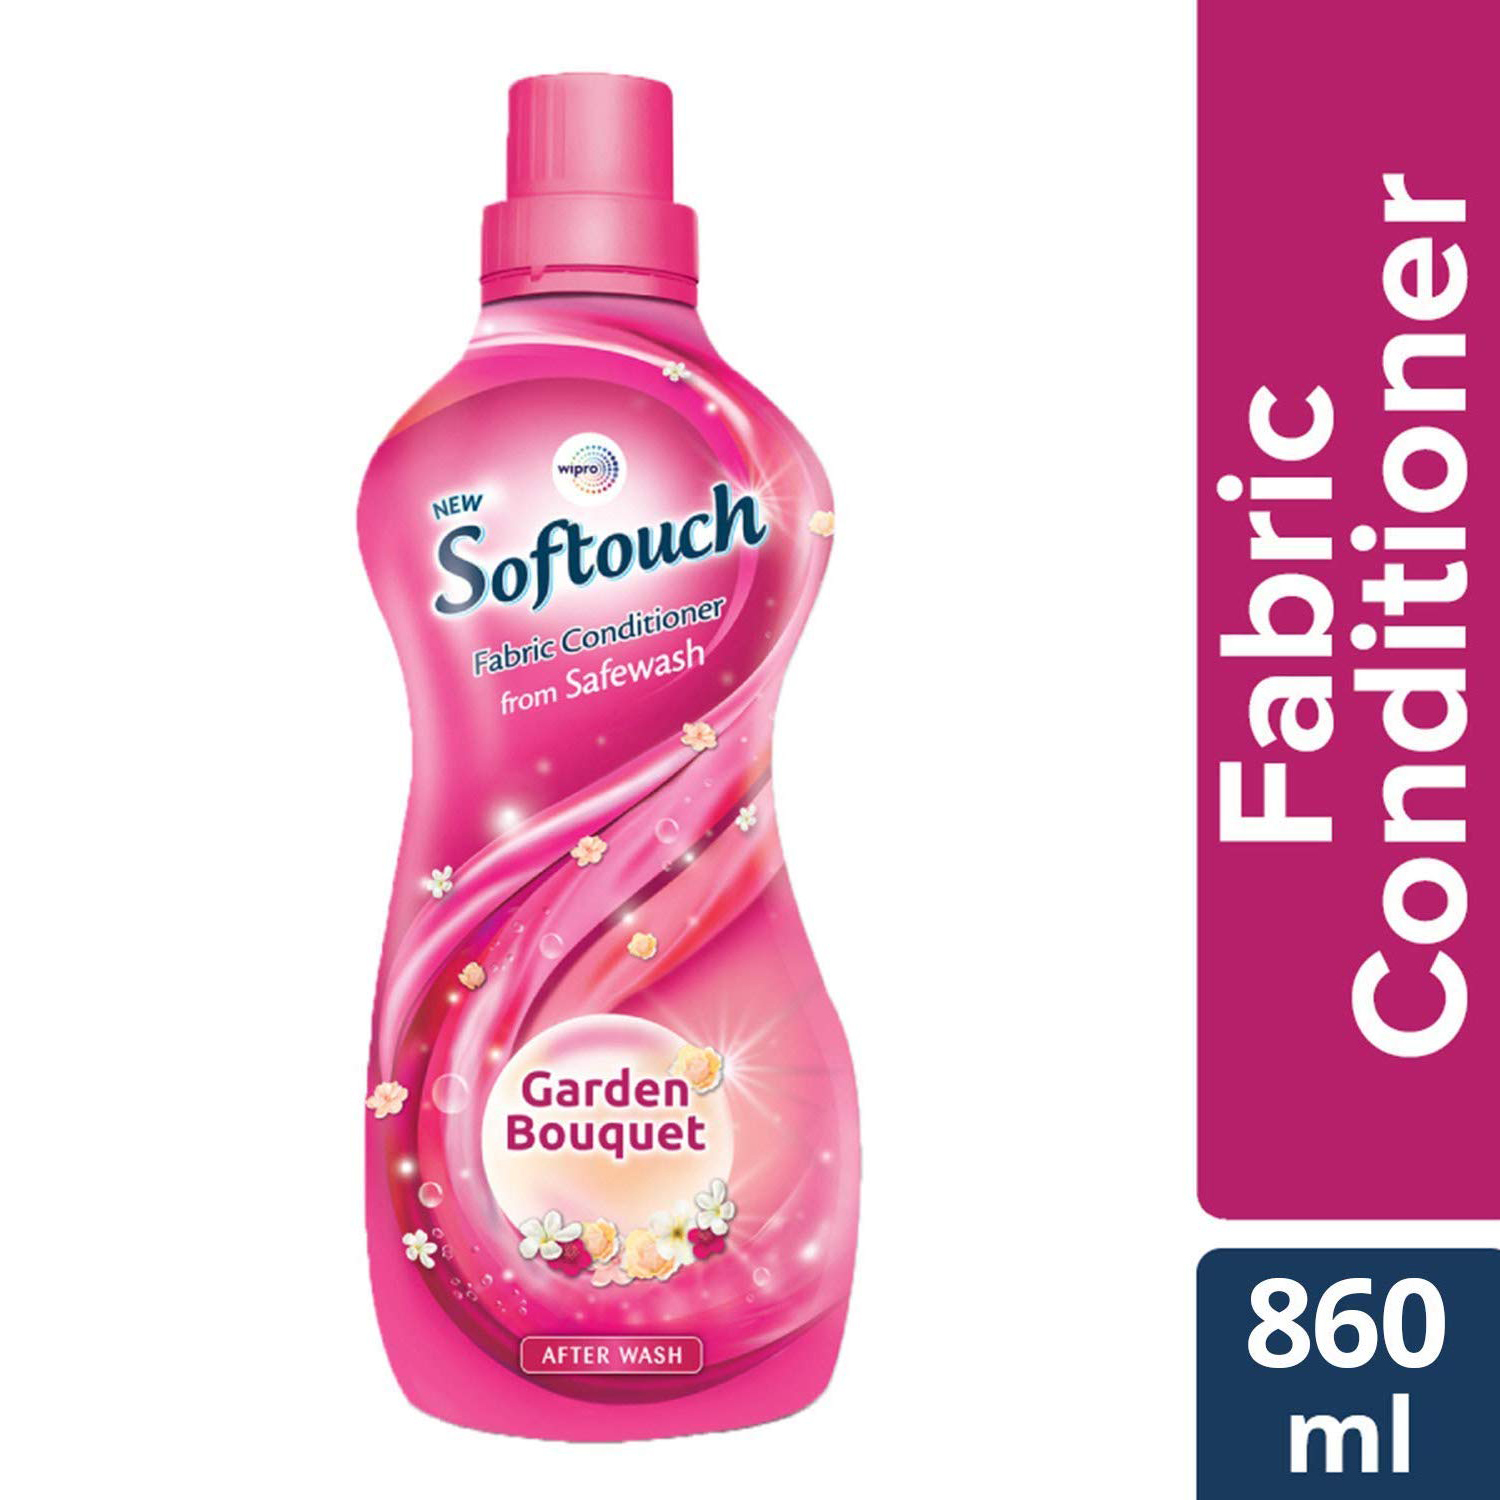 wipro
NEW
Softouch
Fabric Conditioner
from Safewash
Garden
Bouquet
AFTER WASH
Fabric
Conditioner
860
ml